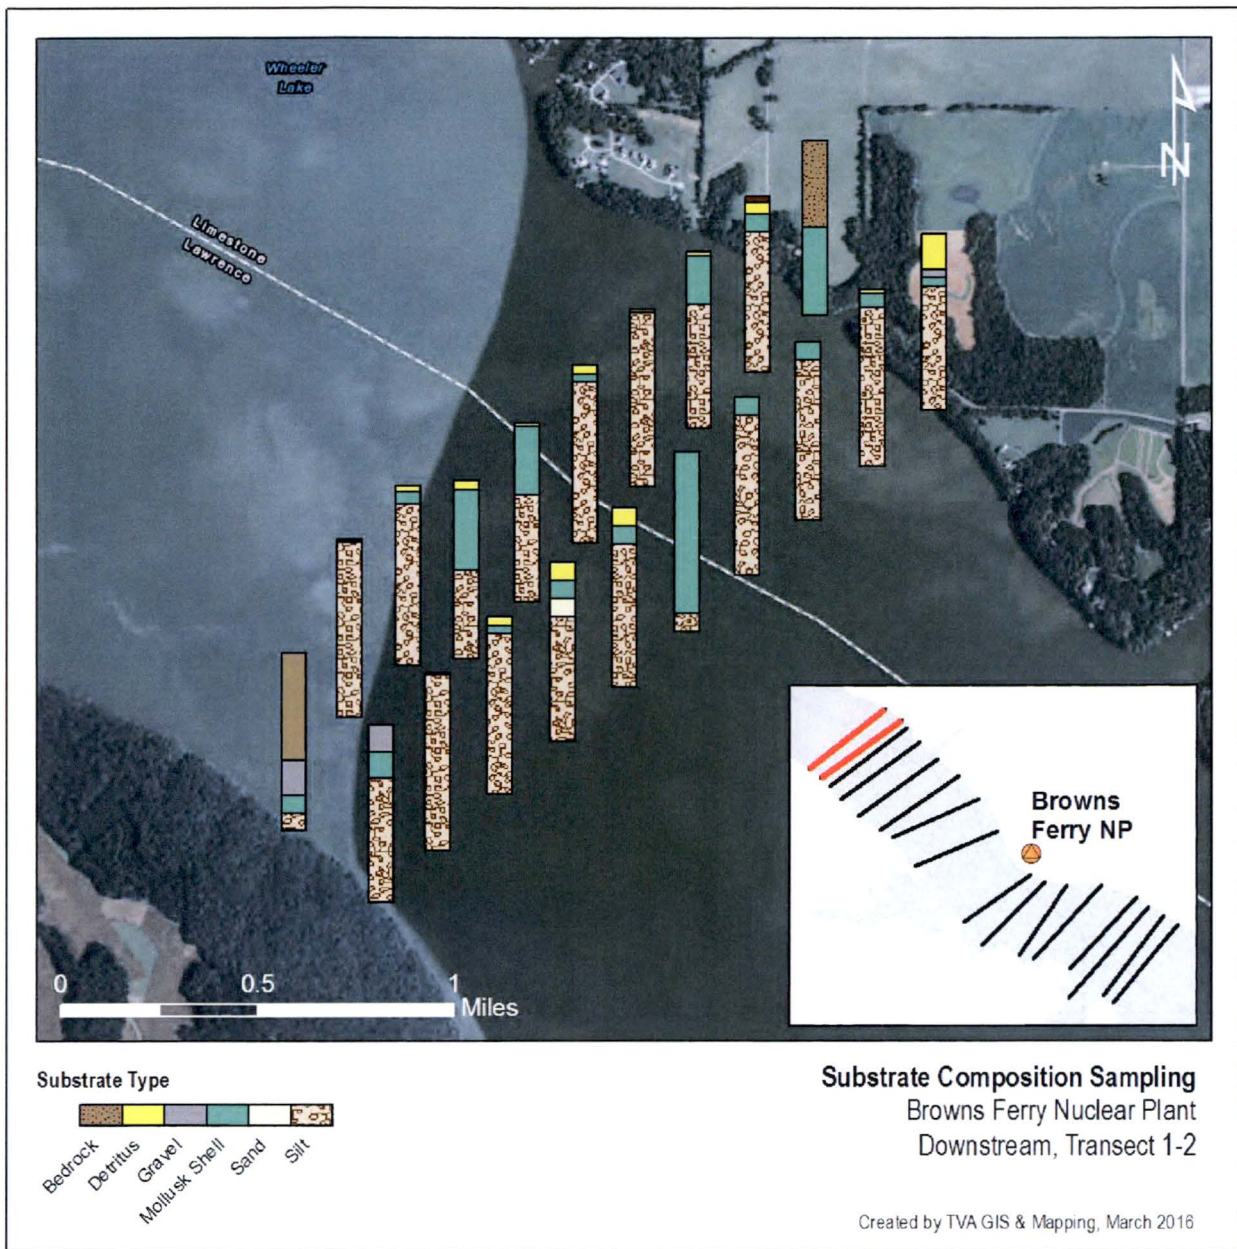 Wheeler
Lake
Limestone
Lawrence
N
0 0.5 1
Miles
Browns
Ferry NP
Substrate Type
Bedrock
Detritus
Gravel
Mollusk Shell
Sand
Silt
Substrate Composition Sampling
Browns Ferry Nuclear Plant
Downstream, Transect 1-2
Created by TVA GIS & Mapping, March 2016